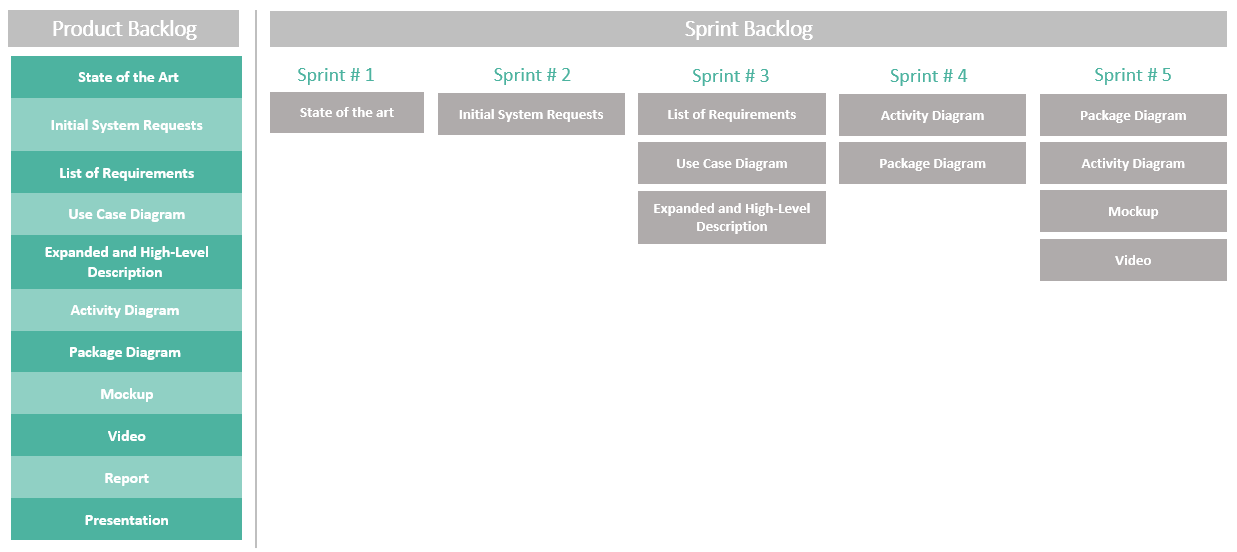 Product Backlog
State of the Art
Initial System Requests
List of Requirements
Use Case Diagram
Expanded and High-Level
Description
Activity Diagram
Package Diagram
Mockup
Video
Report
Presentation
Sprint Backlog
Sprint # 1
State of the art
Sprint # 2
Initial System Requests
Sprint # 3
List of Requirements
Use Case Diagram
Expanded and High-Level
Description
Sprint # 4
Activity Diagram
Package Diagram
Sprint # 5
Package Diagram
Activity Diagram
Mockup
Video